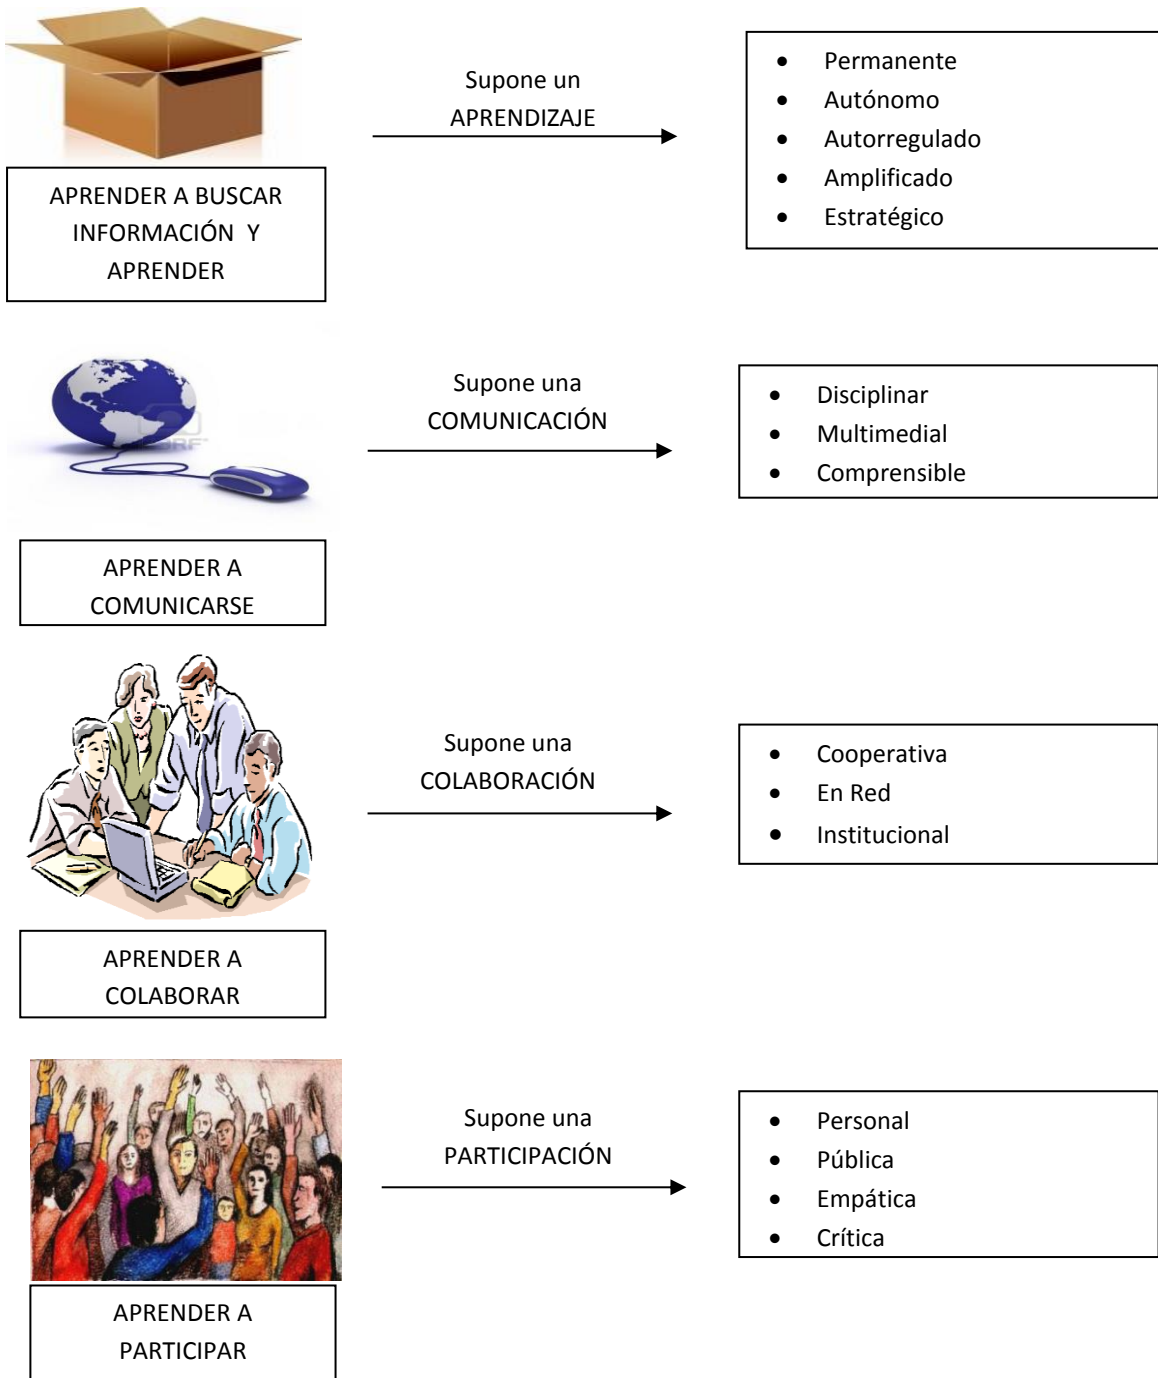 Supone un
APRENDIZAJE
• Permanente
• Autónomo
• Autorregulado
• Amplificado
• Estratégico
APRENDER A BUSCAR
INFORMACIÓN Y
APRENDER
Supone una
COMUNICACIÓN
• Disciplinar
• Multimedial
• Comprensible
APRENDER A
COMUNICARSE
Supone una
COLABORACIÓN
• Cooperativa
• En Red
• Institucional
APRENDER A
COLABORAR
Supone una
PARTICIPACIÓN
• Personal
• Pública
• Empática
• Crítica
APRENDER A
PARTICIPAR